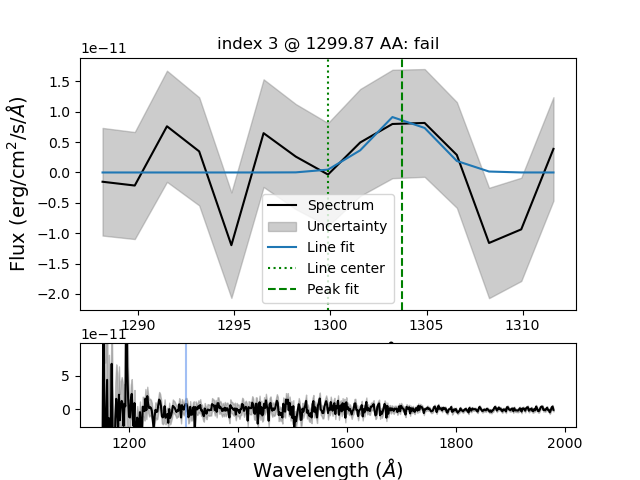 index 3 @ 1299.87 AA: fail
1e−11
1.5
1.0
0.5
0.0
−0.5
−1.0
−1.5
−2.0
Flux (erg/cm²/s/Å)
Spectrum
Uncertainty
Line fit
Line center
Peak fit
1290 1295 1300 1305 1310
1e−11
5
0
1200 1400 1600 1800 2000
Wavelength (Å)